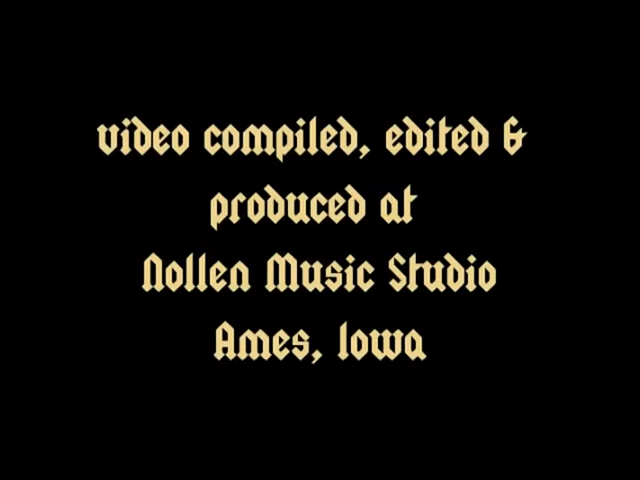 video compiled, edited &
produced at
Nollen Music Studio
Ames, Iowa